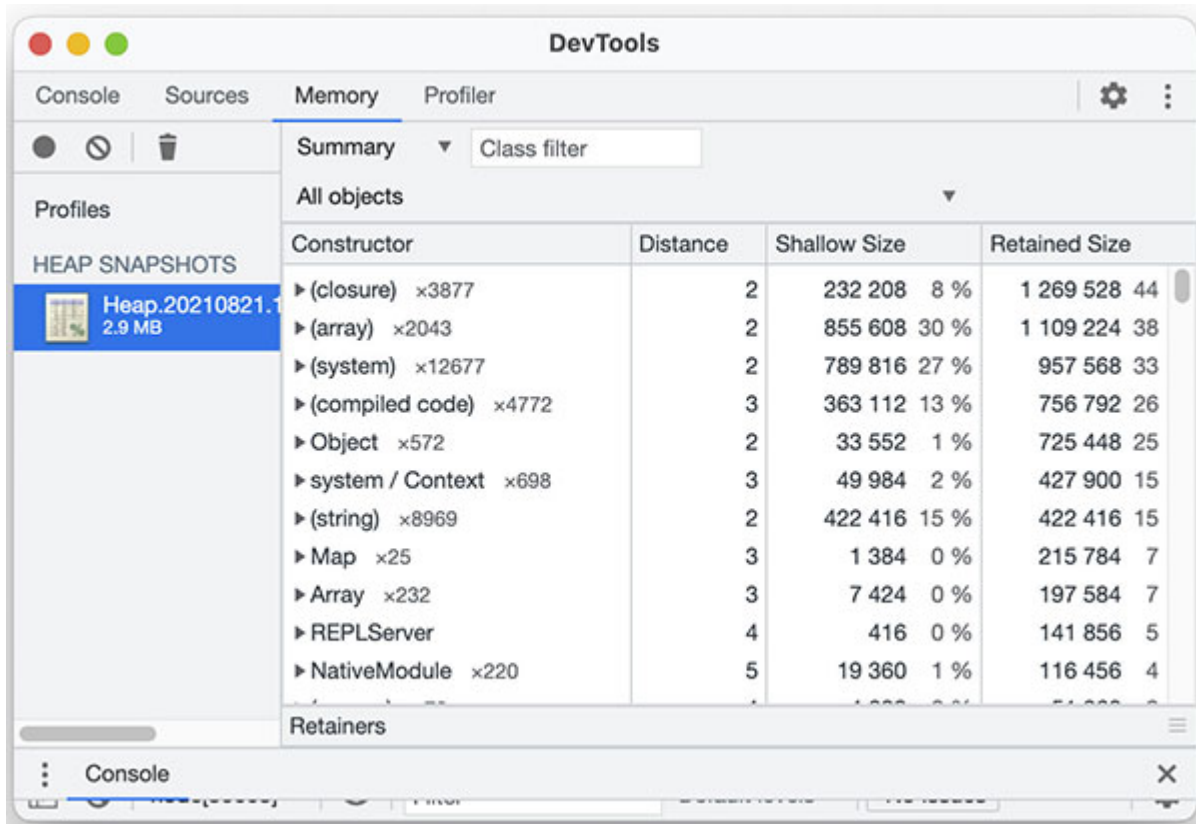 DevTools
Console Sources Memory Profiler
Summary ▼ Class filter
Profiles
All objects ▼
HEAP SNAPSHOTS
Heap.20210821.1
2.9 MB
Constructor Distance Shallow Size Retained Size
(closure) ×3877 2 232 208 8 % 1 269 528 44
(array) ×2043 2 855 608 30 % 1 109 224 38
(system) ×12677 2 789 816 27 % 957 568 33
(compiled code) ×4772 3 363 112 13 % 756 792 26
Object ×572 2 33 552 1 % 725 448 25
system / Context ×698 3 49 984 2 % 427 900 15
(string) ×8969 2 422 416 15 % 422 416 15
Map ×25 3 1 384 0 % 215 784 7
Array ×232 3 7 424 0 % 197 584 7
REPLServer 4 416 0 % 141 856 5
NativeModule ×220 5 19 360 1 % 116 456 4
Retainers
Console